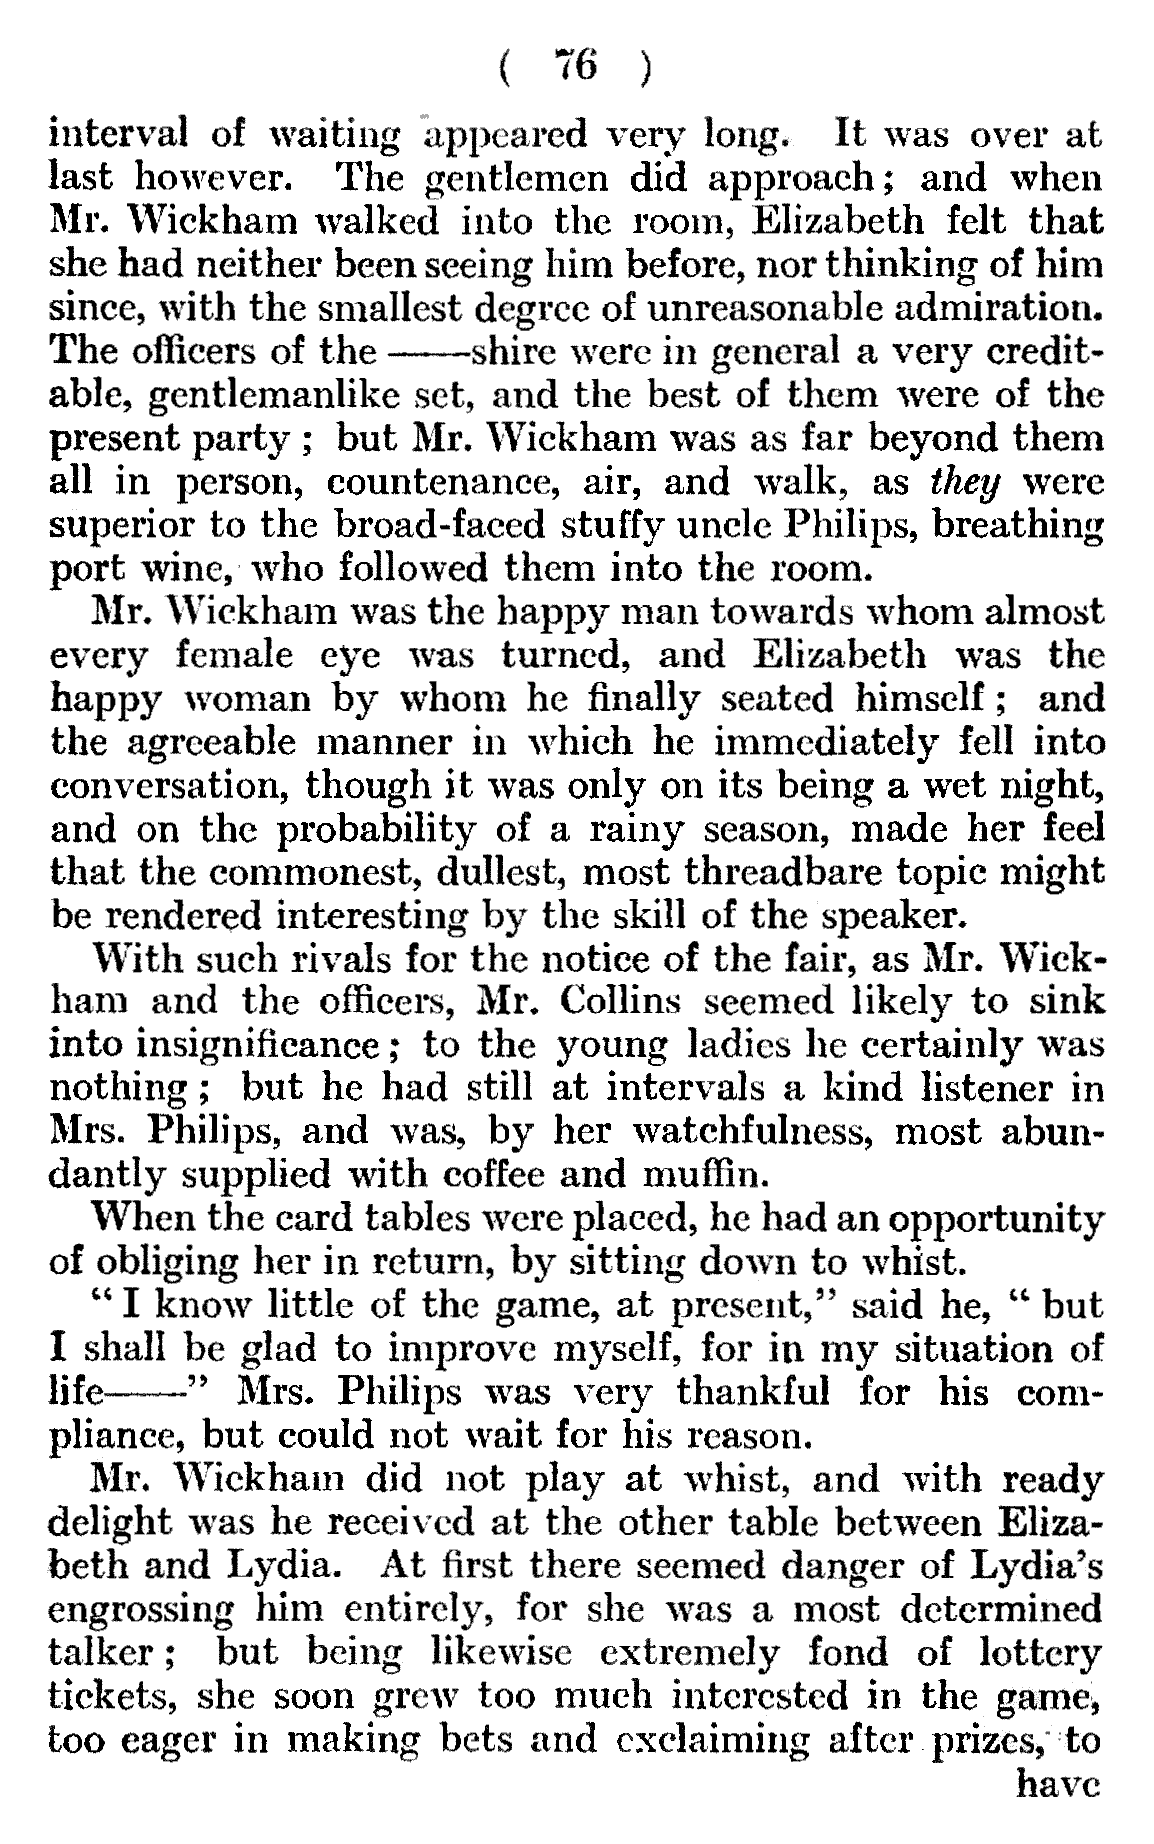 ( 76 )
interval of waiting appeared very long. It was over at
last however. The gentlemen did approach; and when
Mr. Wickham walked into the room, Elizabeth felt that
she had neither been seeing him before, nor thinking of him
since, with the smallest degree of unreasonable admiration.
The officers of the ——shire were in general a very credit-
able, gentlemanlike set, and the best of them were of the
present party; but Mr. Wickham was as far beyond them
all in person, countenance, air, and walk, as they were
superior to the broad-faced stuffy uncle Philips, breathing
port wine, who followed them into the room.
Mr. Wickham was the happy man towards whom almost
every female eye was turned, and Elizabeth was the
happy woman by whom he finally seated himself; and
the agreeable manner in which he immediately fell into
conversation, though it was only on its being a wet night,
and on the probability of a rainy season, made her feel
that the commonest, dullest, most threadbare topic might
be rendered interesting by the skill of the speaker.
With such rivals for the notice of the fair, as Mr. Wick-
ham and the officers, Mr. Collins seemed likely to sink
into insignificance; to the young ladies he certainly was
nothing; but he had still at intervals a kind listener in
Mrs. Philips, and was, by her watchfulness, most abun-
dantly supplied with coffee and muffin.
When the card tables were placed, he had an opportunity
of obliging her in return, by sitting down to whist.
“I know little of the game, at present,” said he, “but
I shall be glad to improve myself, for in my situation of
life——” Mrs. Philips was very thankful for his com-
pliance, but could not wait for his reason.
Mr. Wickham did not play at whist, and with ready
delight was he received at the other table between Eliza-
beth and Lydia. At first there seemed danger of Lydia’s
engrossing him entirely, for she was a most determined
talker; but being likewise extremely fond of lottery
tickets, she soon grew too much interested in the game,
too eager in making bets and exclaiming after prizes, to
have